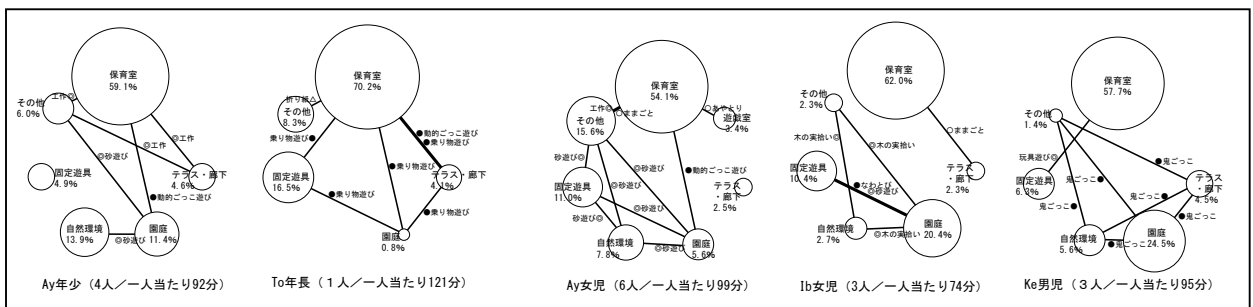 保育室
59.1%
その他
6.0%
工作◎
◎工作
◎砂遊び
固定遊具
4.9%
テラス・廊下
4.6%
●動的ごっこ遊び
自然環境
13.9%
◎砂遊び
園庭
11.4%
Ay年少（4人／一人当たり92分）
保育室
70.2%
折り紙△
その他
8.3%
乗り物遊び●
●動的ごっこ遊び
●乗り物遊び
●乗り物遊び
固定遊具
16.5%
テラス・廊下
4.1%
●乗り物遊び
●乗り物遊び
園庭
0.8%
To年長（１人／一人当たり121分）
保育室
54.1%
工作◎
○ままごと
その他
15.6%
○あやとり
遊戯室
3.4%
砂遊び◎
◎砂遊び
◎砂遊び
●動的ごっこ遊び
固定遊具
11.0%
◎砂遊び
テラス
・廊下
2.5%
砂遊び◎
自然環境
7.8%
◎砂遊び
園庭
5.6%
Ay女児（6人／一人当たり99分）
保育室
62.0%
その他
2.3%
木の実拾い◎
◎木の実拾い
○ままごと
固定遊具
10.4%
●なわとび
◎砂遊び
テラス
・廊下
2.3%
自然環境
2.7%
◎木の実拾い
園庭
20.4%
Ib女児（3人／一人当たり74分）
保育室
57.7%
その他
1.4%
玩具遊び◎
●鬼ごっこ
固定遊具
6.3%
鬼ごっこ●
テラス
・廊下
4.5%
鬼ごっこ●
●鬼ごっこ
自然環境
5.6%
●鬼ごっこ
園庭
24.5%
Ke男児（３人／一人当たり95分）